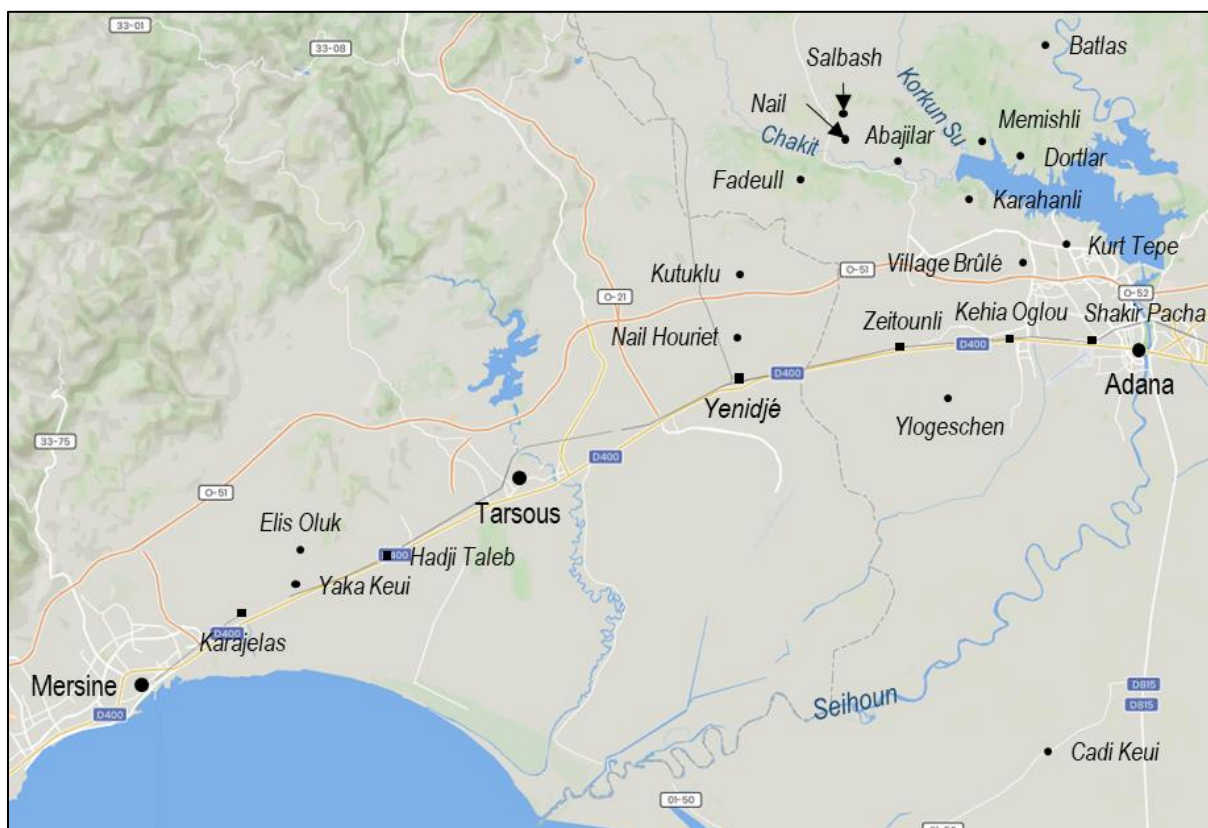 33-01
33-08
Batlas
Salbash
Korkun Su
Nail
Memishli
Chakit
Abajilar
Dortlar
Fadeull
Karahanli
Kurt Tepe
Village Brûlé
Kutuklu
O-51
O-52
O-21
Kehia Oglou
Shakir Pacha
Zeitounli
D400
Nail Houriet
D400
Adana
Yenidjé
Ylogeschen
33-75
D400
O-51
Tarsous
Elis Oluk
D400
Hadji Taleb
Yaka Keui
D400
Karajelas
Mersine
D400
Seihoun
D815
D815
Cadi Keui
01-50
01-50